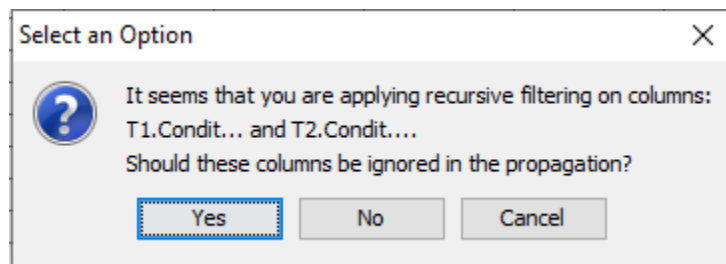 Select an Option
It seems that you are applying recursive filtering on columns:
T1.Condit... and T2.Condit....
Should these columns be ignored in the propagation?
Yes No Cancel